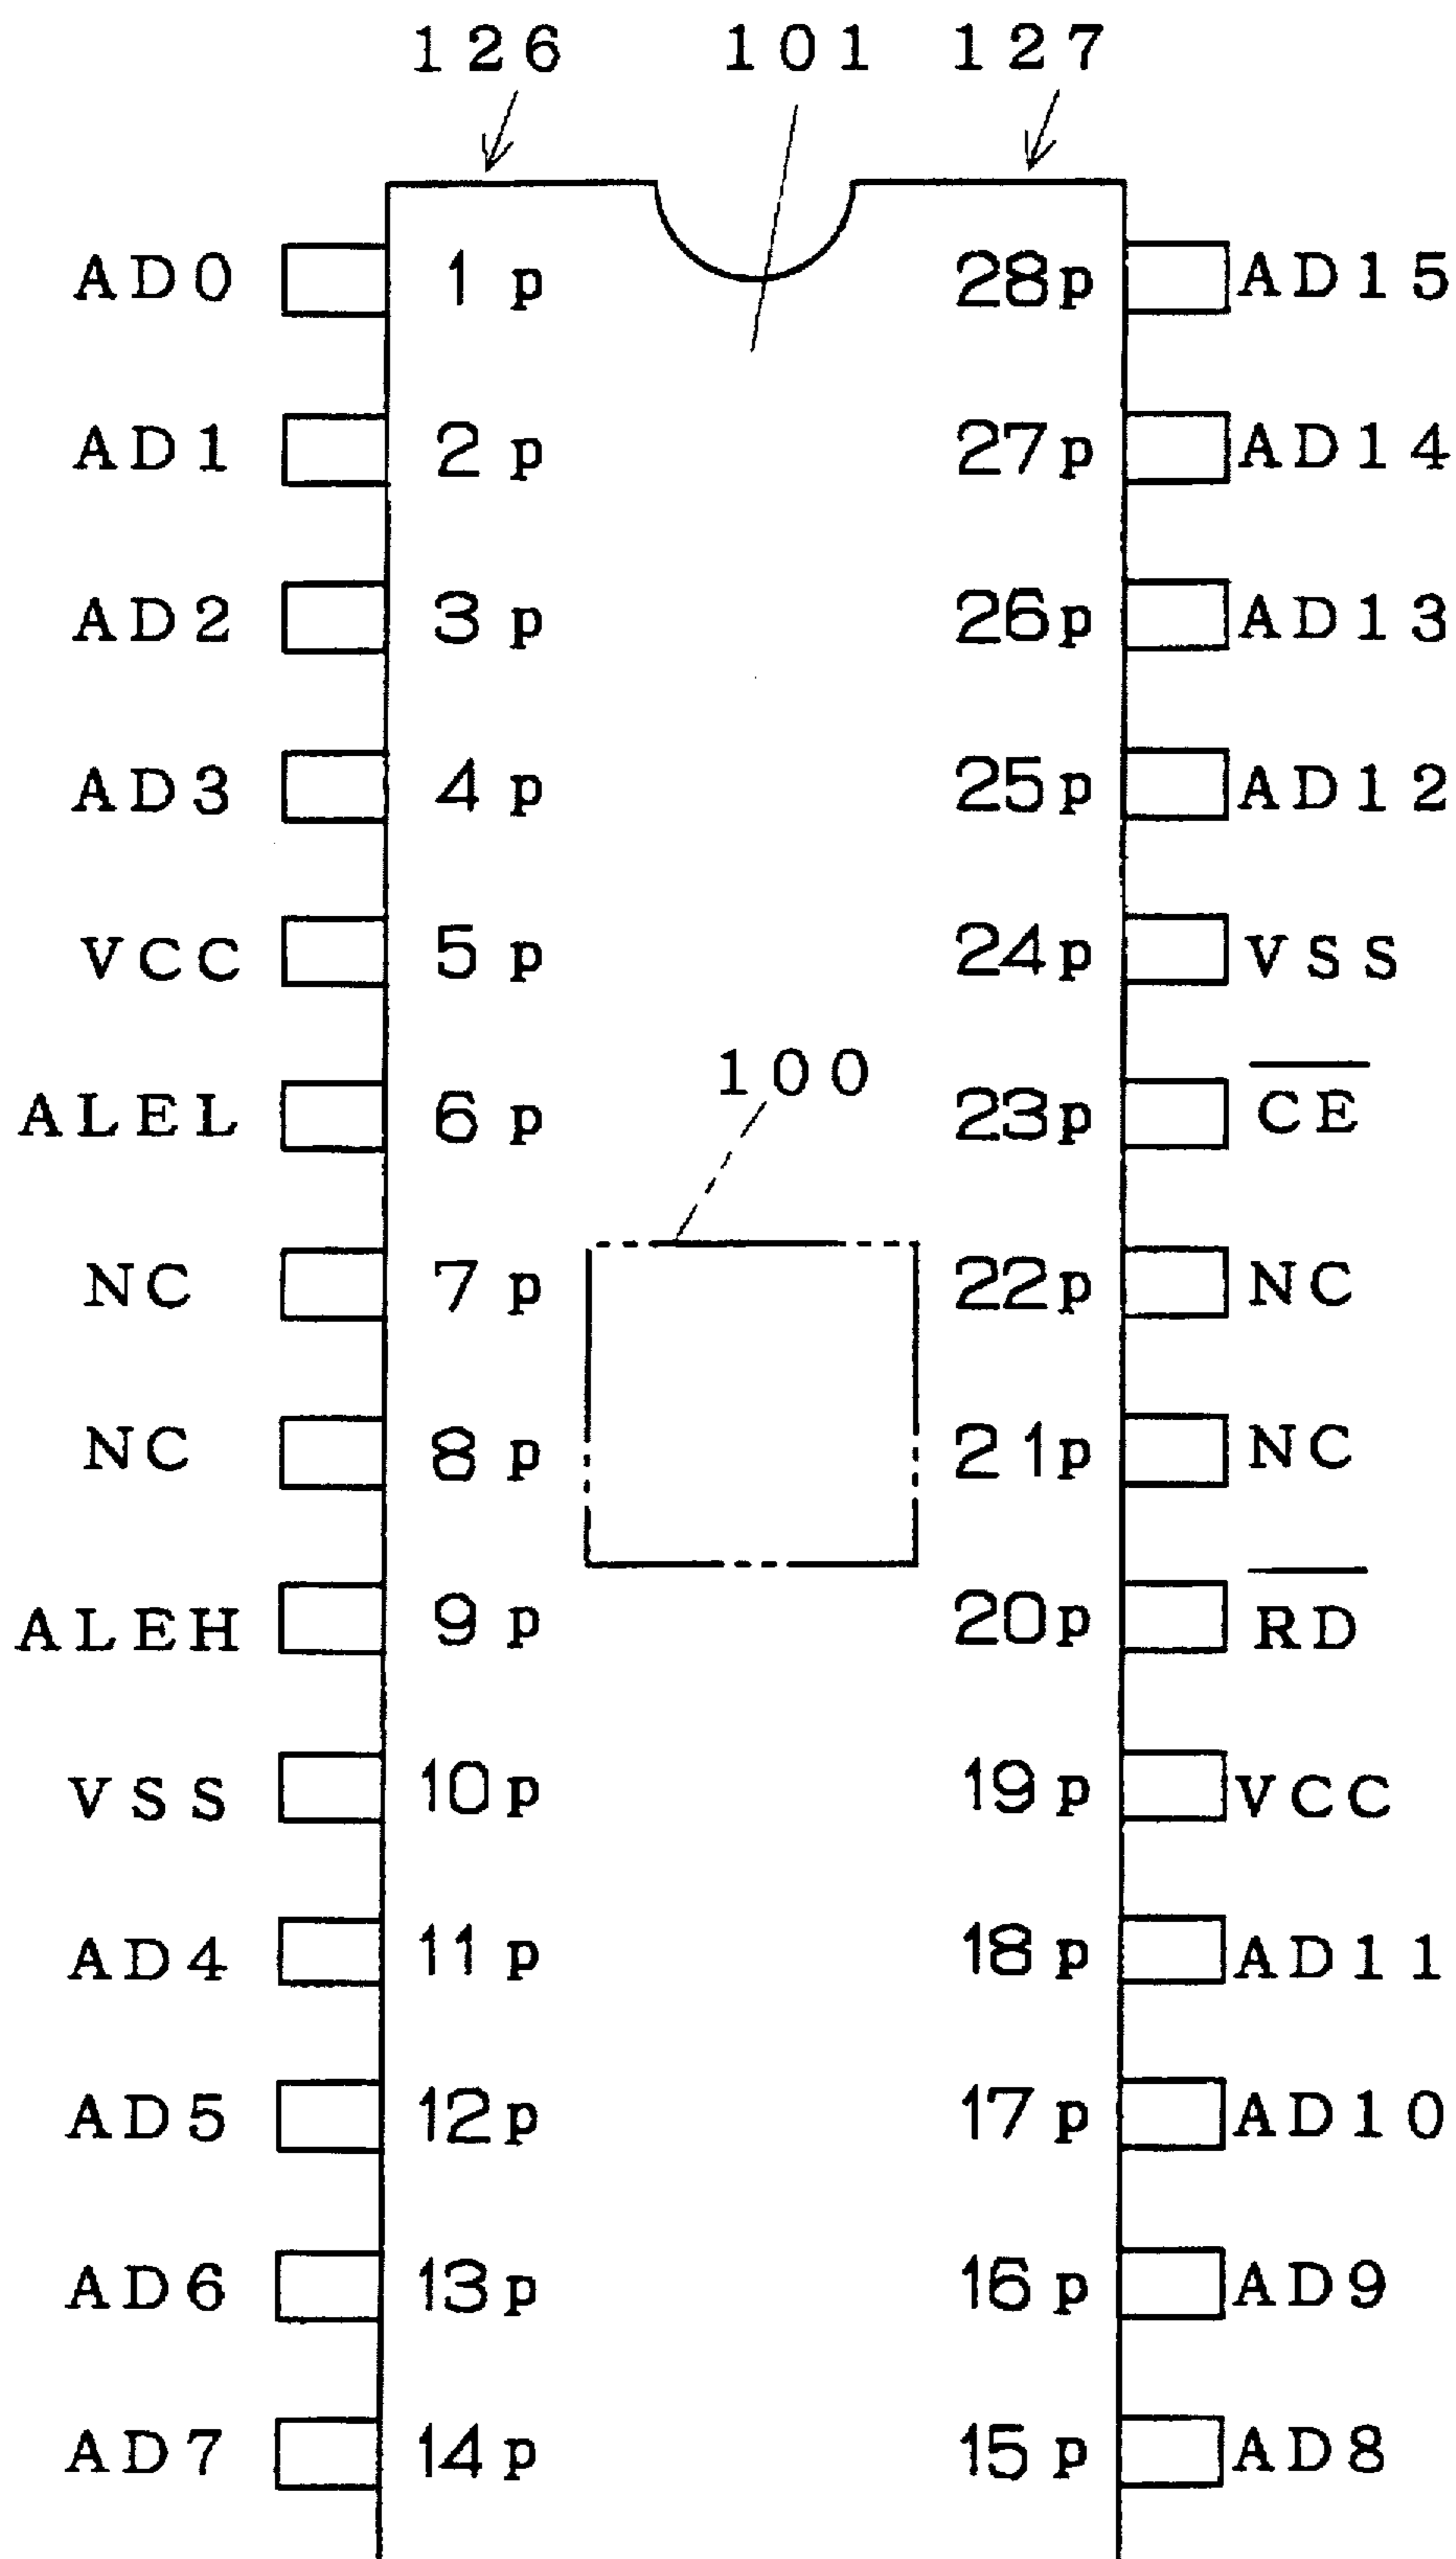 126 101 127
AD0 1p 28p AD15
AD1 2p 27p AD14
AD2 3p 26p AD13
AD3 4p 25p AD12
VCC 5p 24p VSS
100
ALEL 6p 23p C̅E̅
NC 7p 22p NC
NC 8p 21p NC
ALEH 9p 20p R̅D̅
VSS 10p 19p VCC
AD4 11p 18p AD11
AD5 12p 17p AD10
AD6 13p 16p AD9
AD7 14p 15p AD8